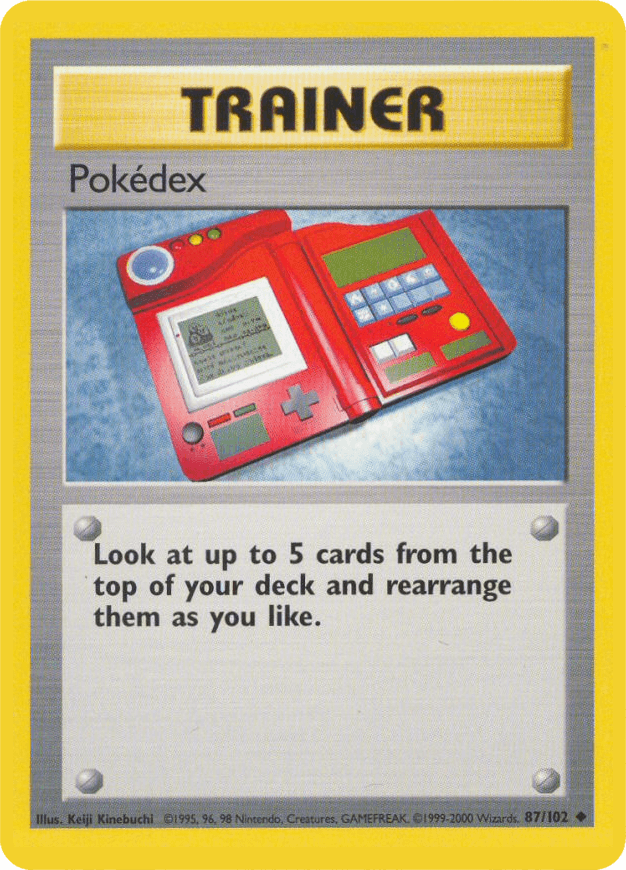 TRAINER
Pokédex
Look at up to 5 cards from the
top of your deck and rearrange
them as you like.
Illus. Keiji Kinebuchi ©1995, 96, 98 Nintendo, Creatures, GAMEFREAK. ©1999-2000 Wizards. 87/102 ◆